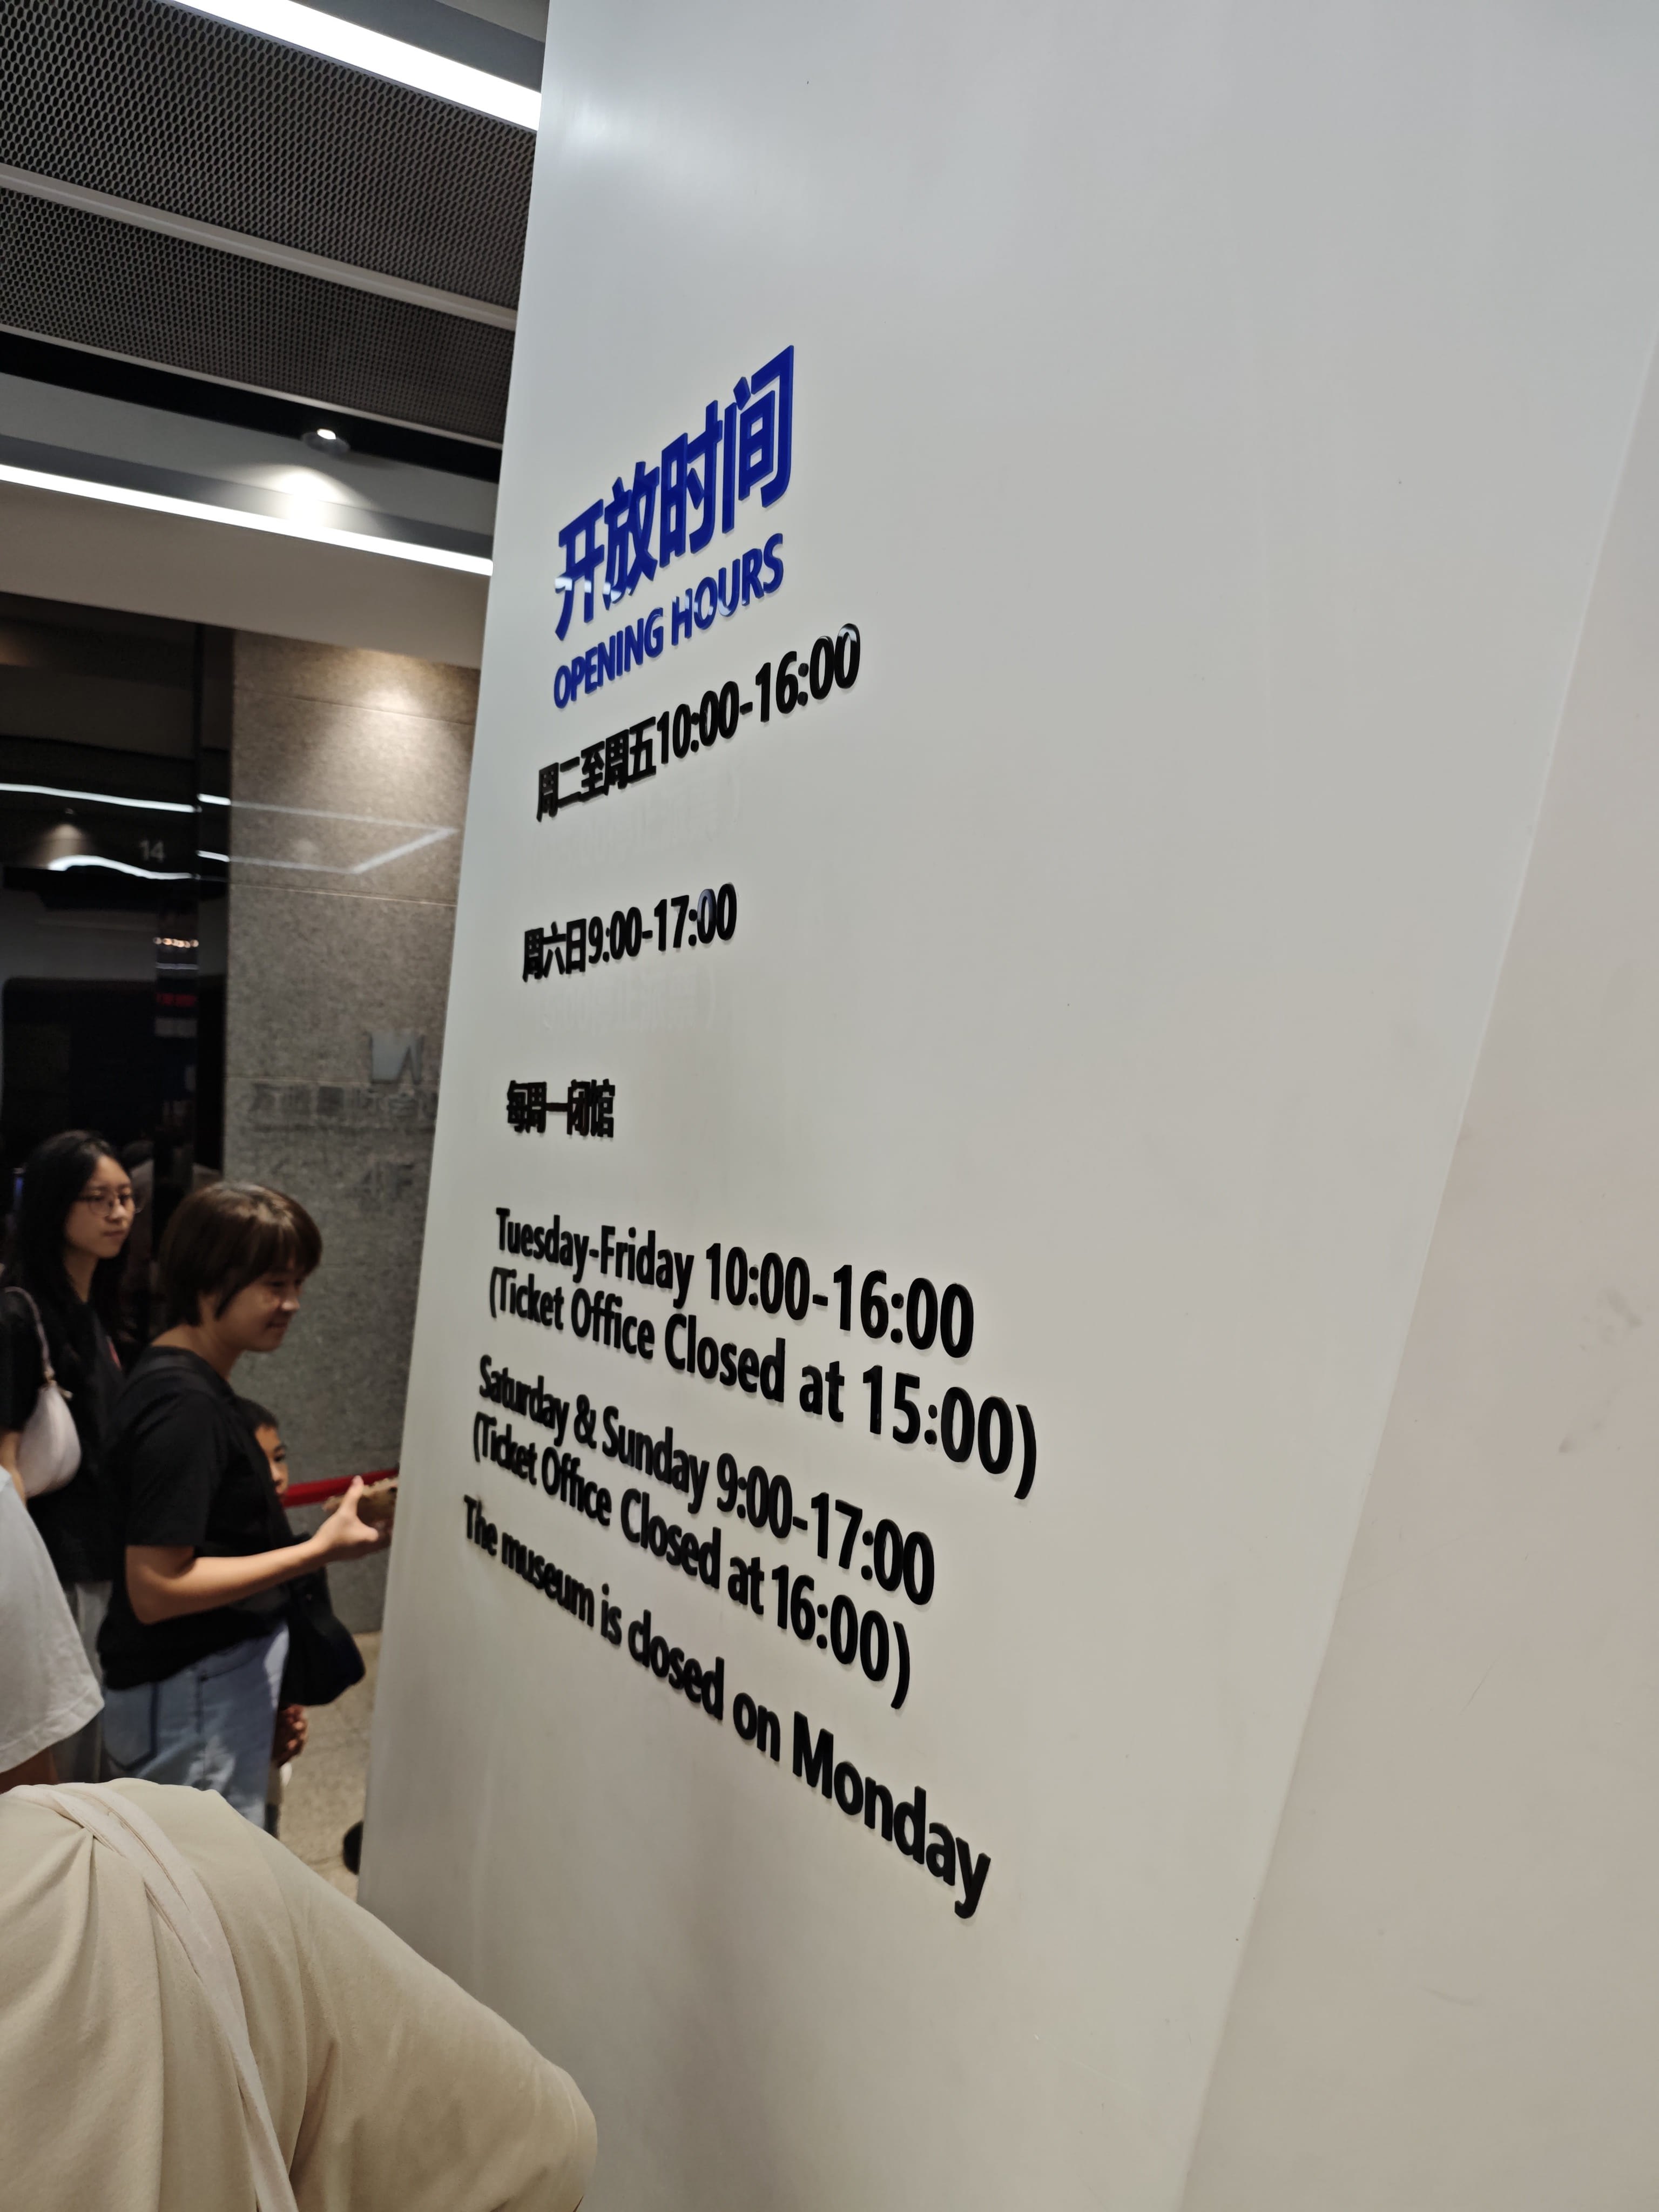 开放时间
OPENING HOURS
周二至周五10:00-16:00
周六日9:00-17:00
每周一闭馆
Tuesday-Friday 10:00-16:00
(Ticket Office Closed at 15:00)
Saturday & Sunday 9:00-17:00
(Ticket Office Closed at 16:00)
The museum is closed on Monday
14
W